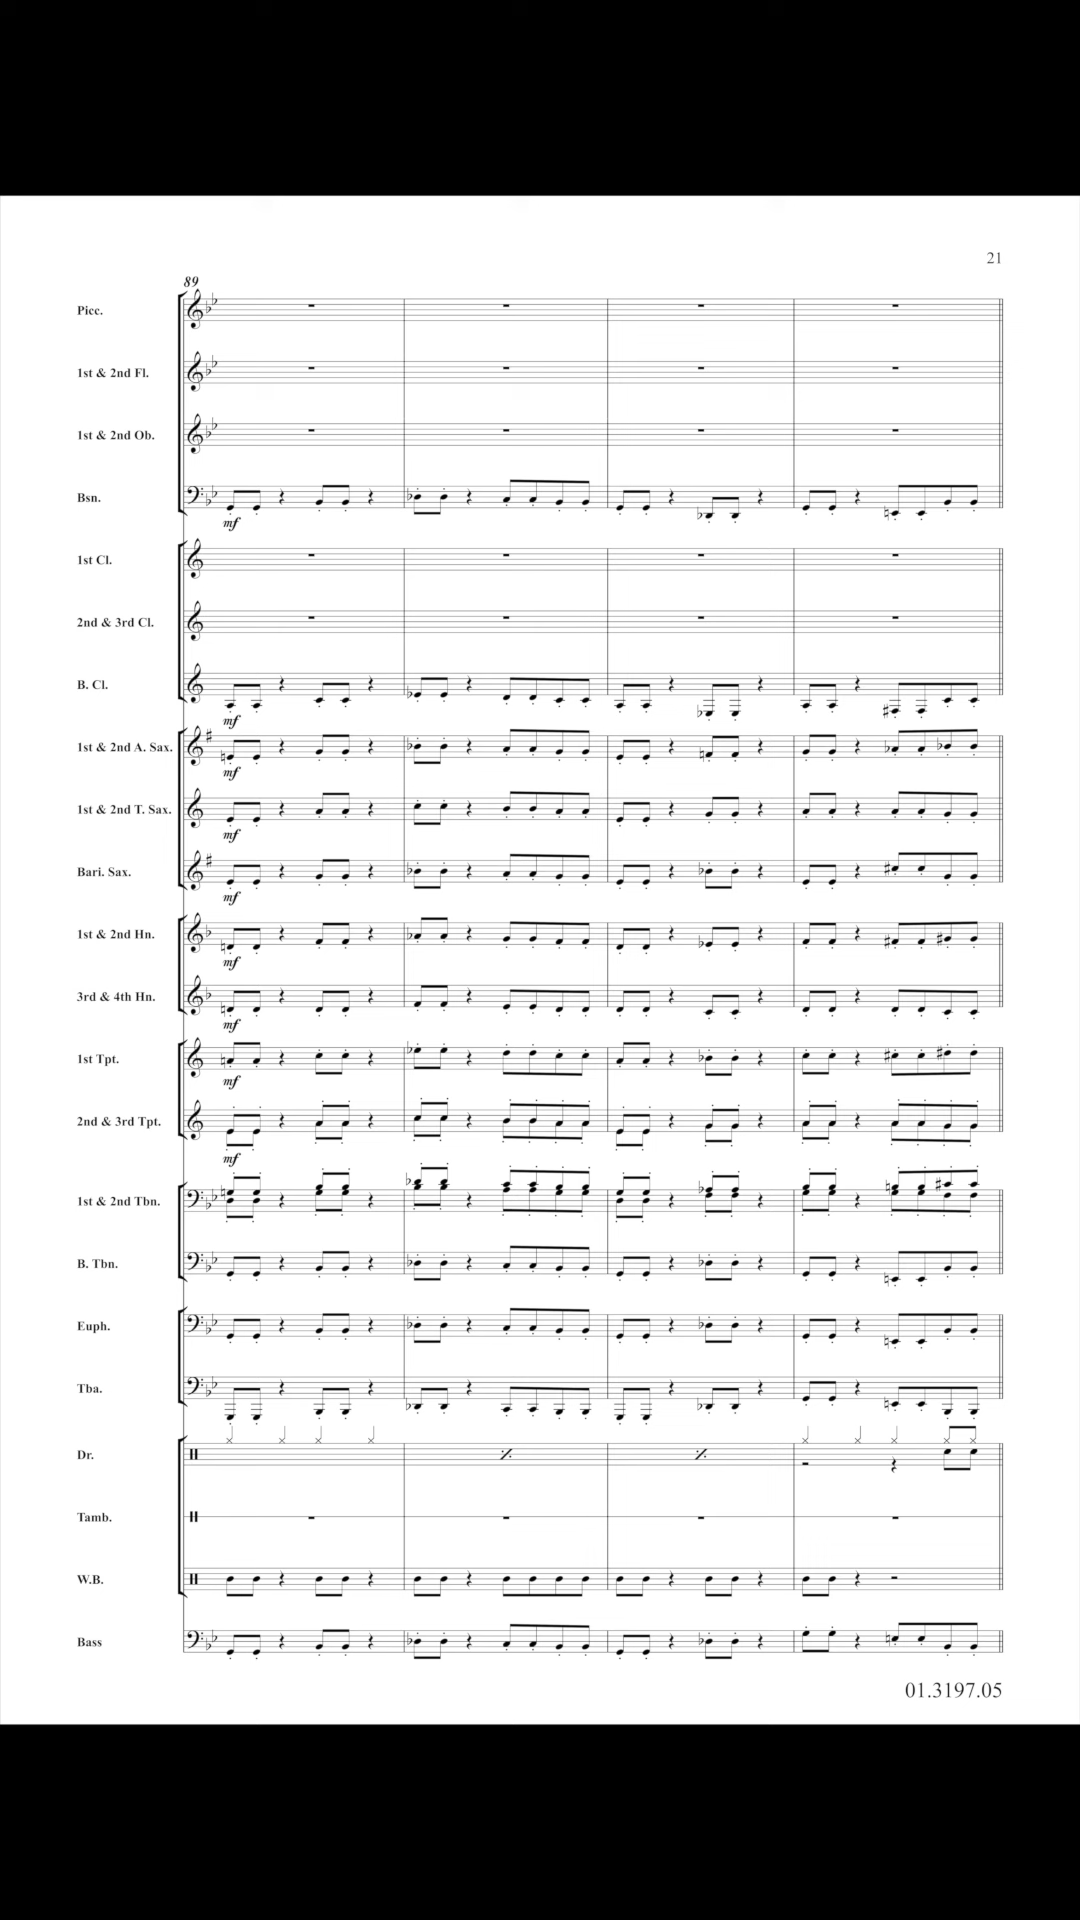 21
89
Picc.
1st & 2nd Fl.
1st & 2nd Ob.
Bsn.
mf
1st Cl.
2nd & 3rd Cl.
B. Cl.
mf
1st & 2nd A. Sax.
mf
1st & 2nd T. Sax.
mf
Bari. Sax.
mf
1st & 2nd Hn.
mf
3rd & 4th Hn.
mf
1st Tpt.
mf
2nd & 3rd Tpt.
mf
1st & 2nd Tbn.
B. Tbn.
Euph.
Tba.
Dr.
Tamb.
W.B.
Bass
01.3197.05